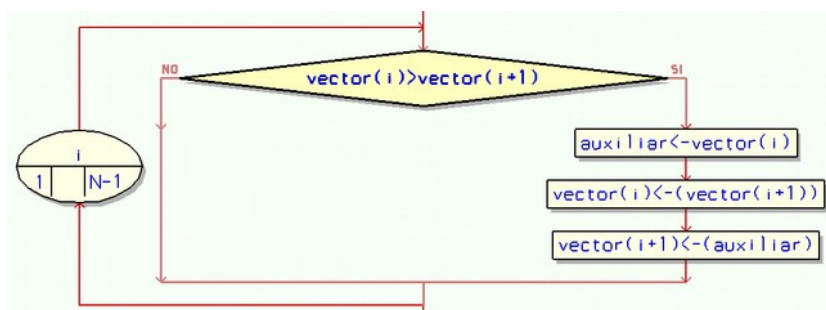 NO
vector(i)>vector(i+1)
SI
auxiliar<-vector(i)
i
1
N-1
vector(i)<-(vector(i+1))
vector(i+1)<-(auxiliar)